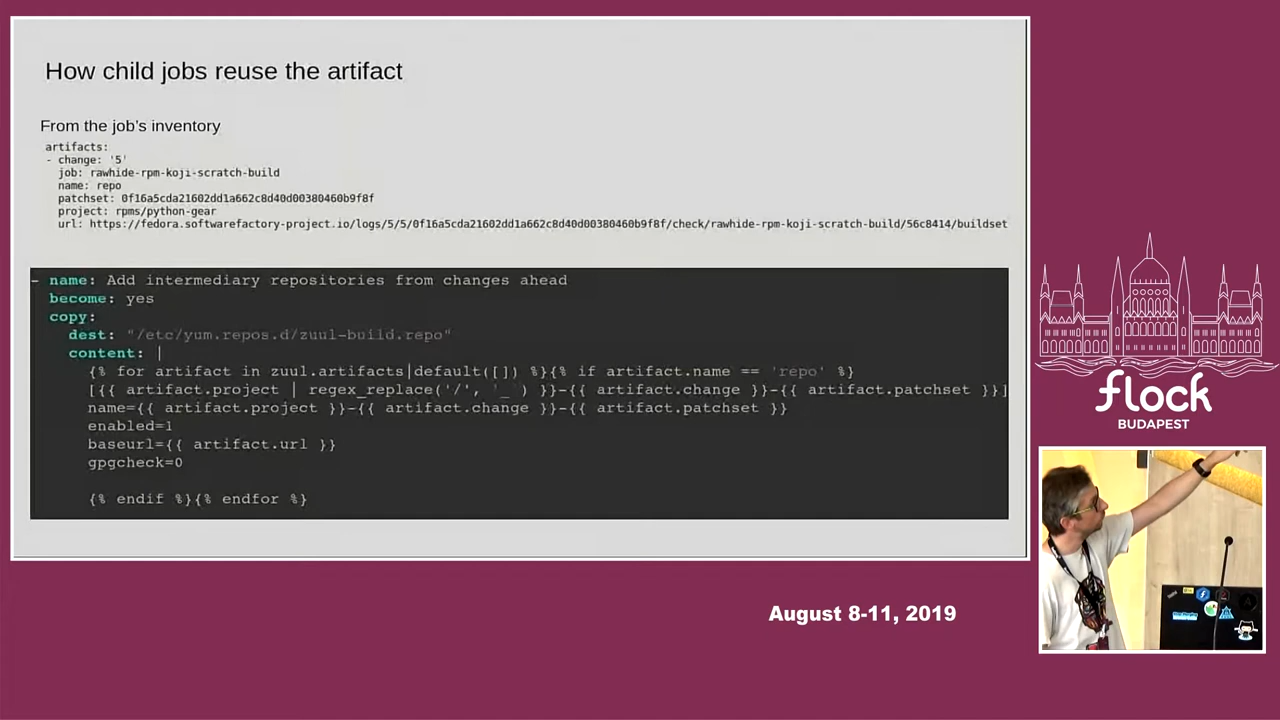 How child jobs reuse the artifact
From the job's inventory
artifacts:
- change: '5'
job: rawhide-rpm-koji-scratch-build
name: repo
patchset: 0f16a5cda21602dd1a662c8d40d00380460b9f8f
project: rpms/python-gear
url: https://fedora.softwarefactory-project.io/logs/5/5/0f16a5cda21602dd1a662c8d40d00380460b9f8f/check/rawhide-rpm-koji-scratch-build/56c8414/buildset
- name: Add intermediary repositories from changes ahead
become: yes
copy:
dest: "/etc/yum.repos.d/zuul-build.repo"
content: |
{% for artifact in zuul.artifacts|default([]) %}{% if artifact.name == 'repo' %}
[{{ artifact.project | regex_replace('/', '_') }}-{{ artifact.change }}-{{ artifact.patchset }}]
name={{ artifact.project }}-{{ artifact.change }}-{{ artifact.patchset }}
enabled=1
baseurl={{ artifact.url }}
gpgcheck=0
{% endif %}{% endfor %}
flock
BUDAPEST
August 8-11, 2019